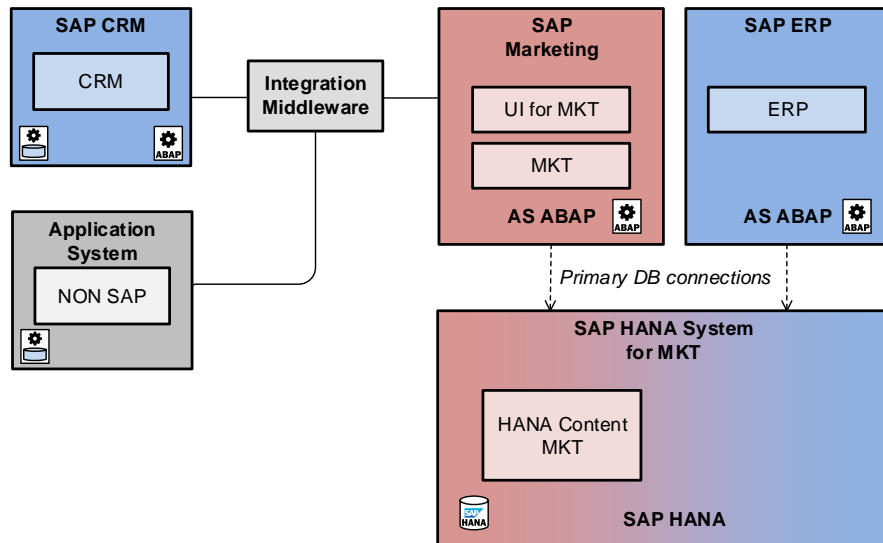 SAP CRM
CRM
ABAP
Integration
Middleware
Application
System
NON SAP
SAP
Marketing
UI for MKT
MKT
AS ABAP
ABAP
SAP ERP
ERP
AS ABAP
ABAP
Primary DB connections
SAP HANA System
for MKT
HANA Content
MKT
SAP
HANA
SAP HANA